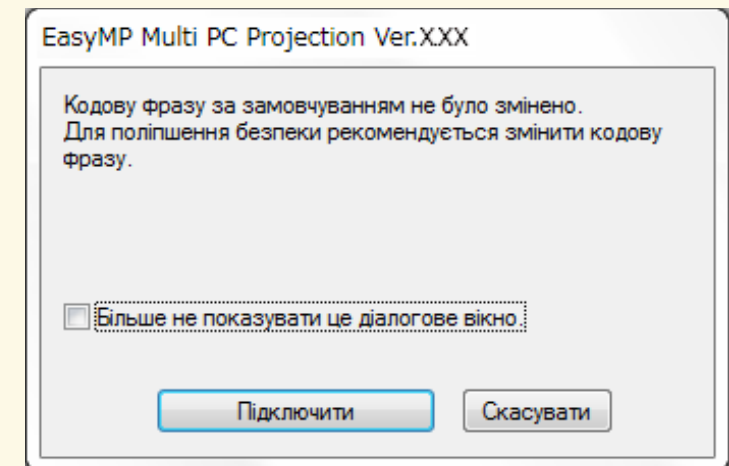 EasyMP Multi PC Projection Ver.XXX
Кодову фразу за замовчуванням не було змінено.
Для поліпшення безпеки рекомендується змінити кодову
фразу.
Більше не показувати це діалогове вікно.
Підключити
Скасувати